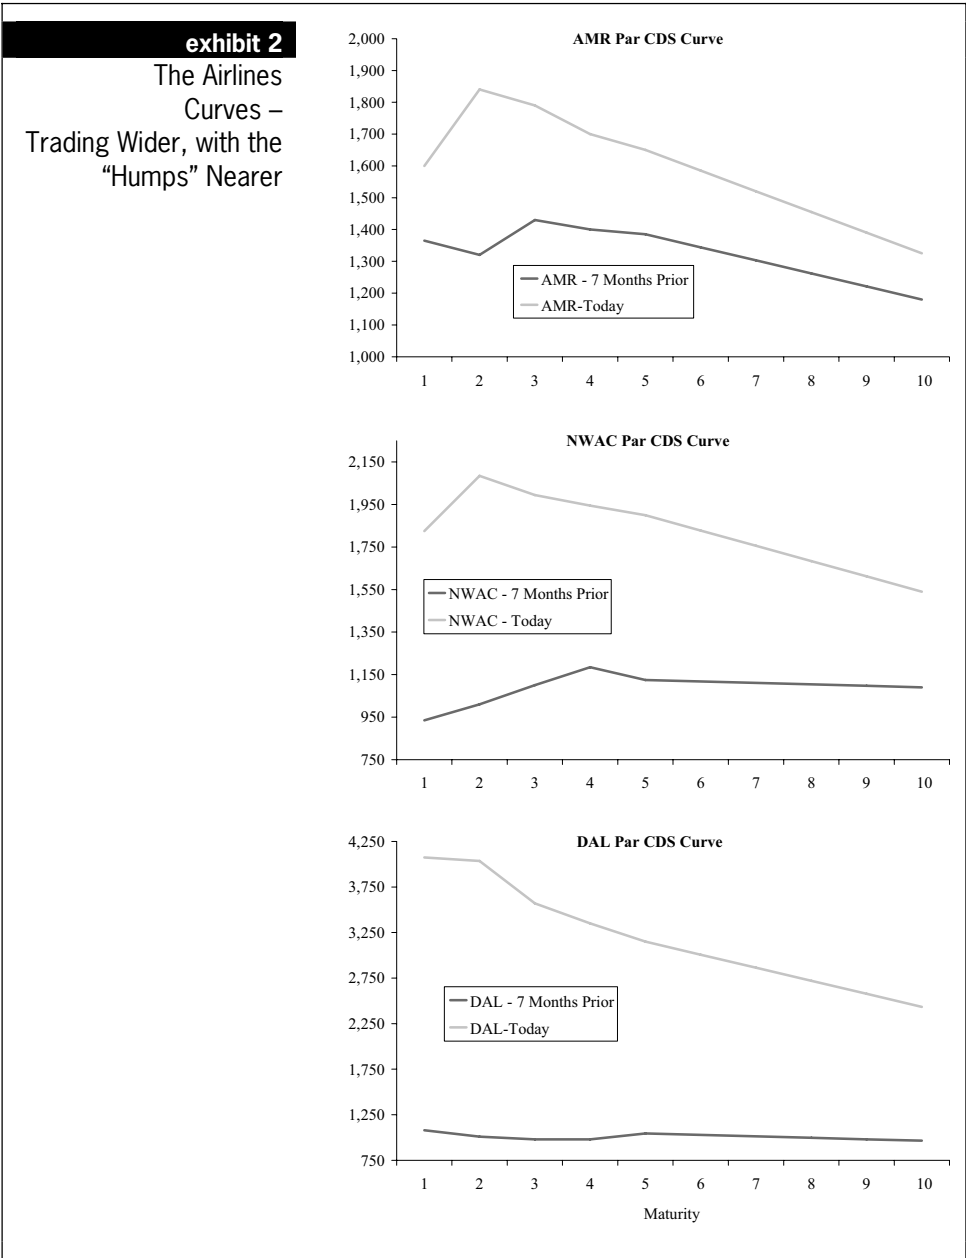 exhibit 2
The Airlines
Curves –
Trading Wider, with the
“Humps” Nearer
AMR Par CDS Curve
2,000
1,900
1,800
1,700
1,600
1,500
1,400
1,300
1,200
1,100
1,000
AMR - 7 Months Prior
AMR-Today
1 2 3 4 5 6 7 8 9 10
NWAC Par CDS Curve
2,150
1,950
1,750
1,550
1,350
1,150
950
750
NWAC - 7 Months Prior
NWAC - Today
1 2 3 4 5 6 7 8 9 10
DAL Par CDS Curve
4,250
3,750
3,250
2,750
2,250
1,750
1,250
750
DAL - 7 Months Prior
DAL-Today
1 2 3 4 5 6 7 8 9 10
Maturity